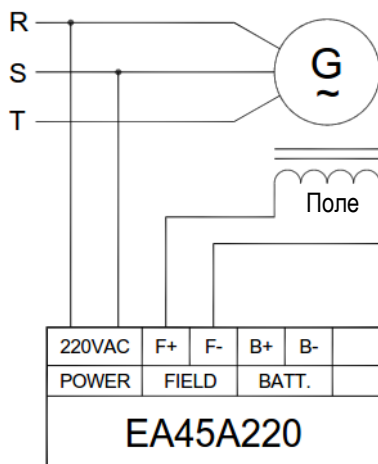 R
G
S
~
T
Поле
220VAC F+ F- B+ B-
POWER FIELD BATT.
EA45A220